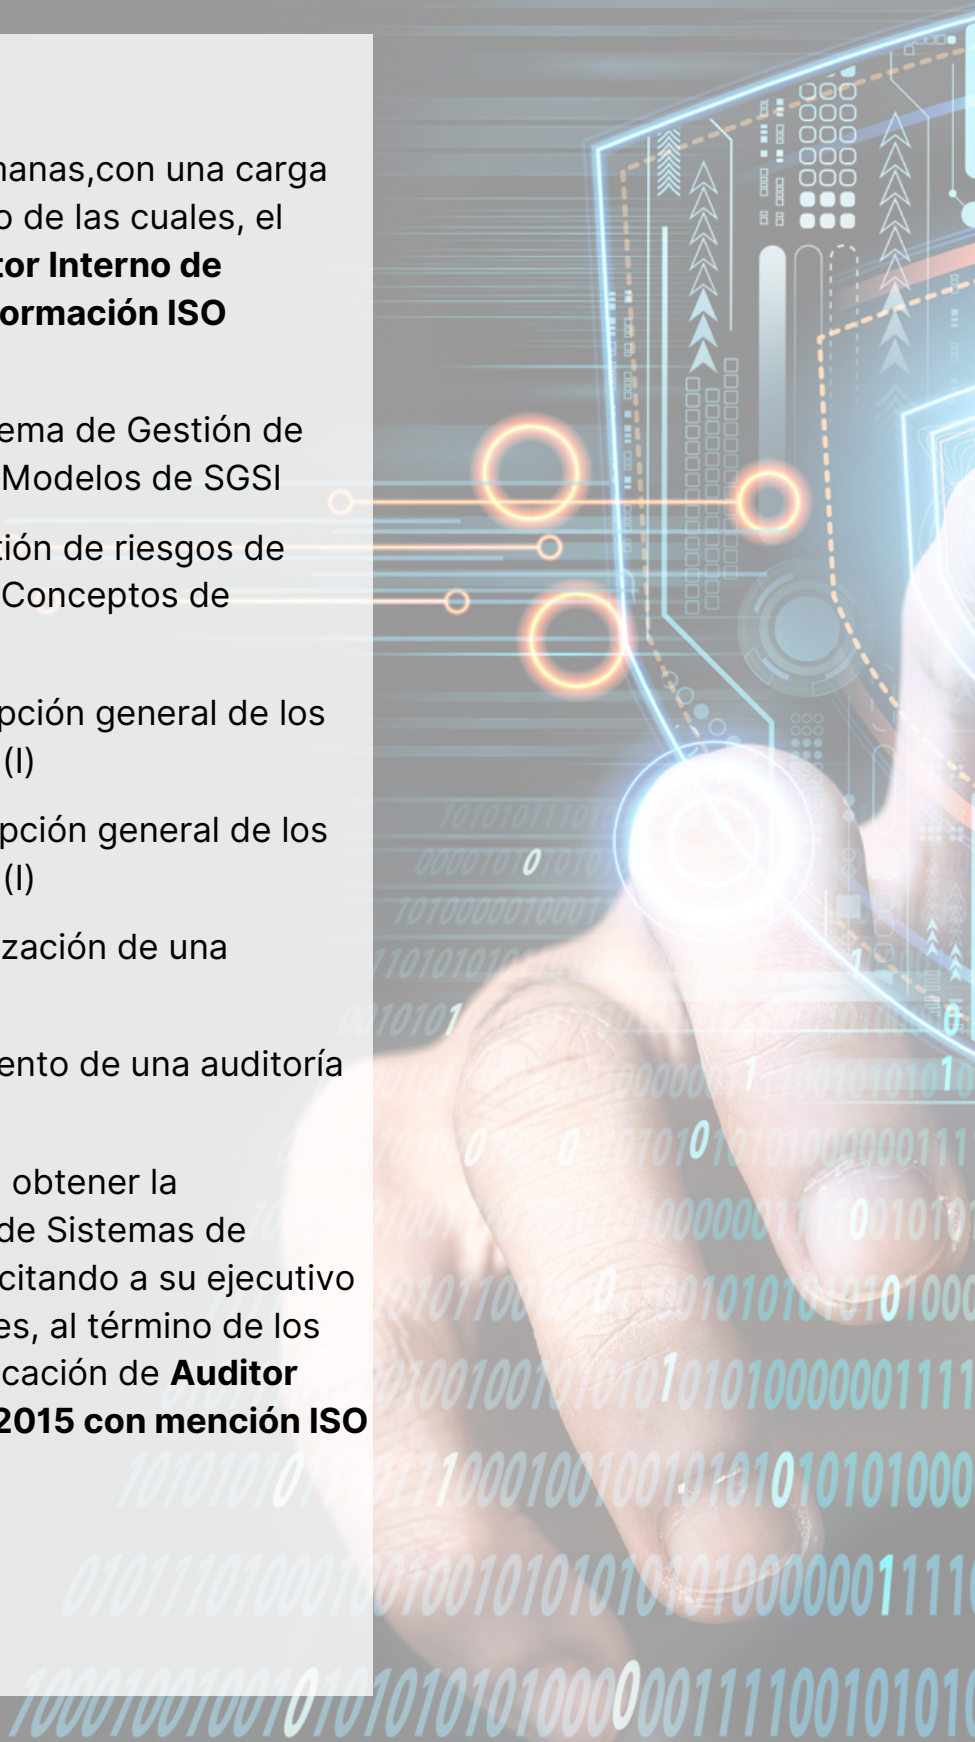 manas,con una carga
o de las cuales, el
tor Interno de
ormación ISO
ema de Gestión de
Modelos de SGSI
tión de riesgos de
Conceptos de
pción general de los
(I)
pción general de los
(I)
zación de una
ento de una auditoría
obtener la
de Sistemas de
citando a su ejecutivo
es, al término de los
cación de Auditor
2015 con mención ISO